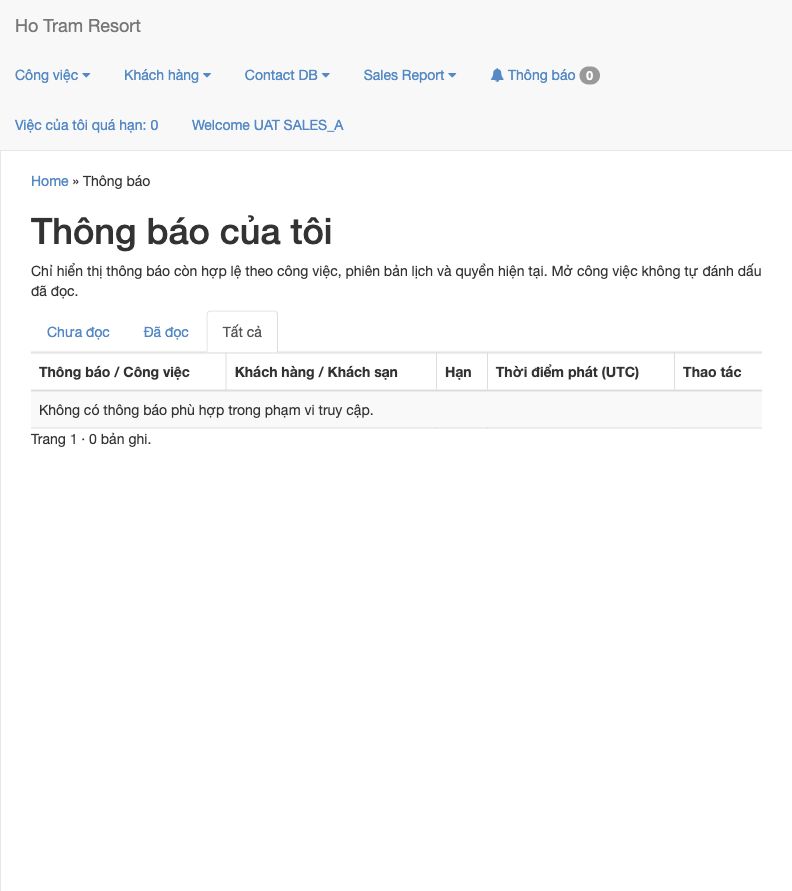 Ho Tram Resort
Công việc Khách hàng Contact DB Sales Report Thông báo 0
Việc của tôi quá hạn: 0 Welcome UAT SALES_A
Home » Thông báo
Thông báo của tôi
Chỉ hiển thị thông báo còn hợp lệ theo công việc, phiên bản lịch và quyền hiện tại. Mở công việc không tự đánh dấu
đã đọc.
Chưa đọc Đã đọc Tất cả
Thông báo / Công việc Khách hàng / Khách sạn Hạn Thời điểm phát (UTC) Thao tác
Không có thông báo phù hợp trong phạm vi truy cập.
Trang 1 · 0 bản ghi.